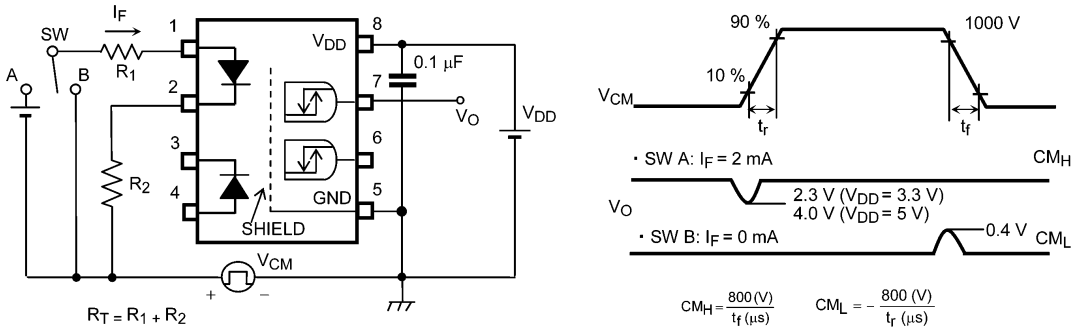 I_F
SW
A
B
R_1
R_2
1
2
3
4
8
7
6
5
V_DD
GND
SHIELD
0.1 μF
V_O
V_DD
V_CM
+ −
R_T = R_1 + R_2
90 %
10 %
1000 V
V_CM
t_r
t_f
・SW A: I_F = 2 mA
CM_H
2.3 V (V_DD = 3.3 V)
4.0 V (V_DD = 5 V)
V_O
・SW B: I_F = 0 mA
0.4 V
CM_L
CM_H = 800 (V) / t_f (μs)
CM_L = − 800 (V) / t_r (μs)